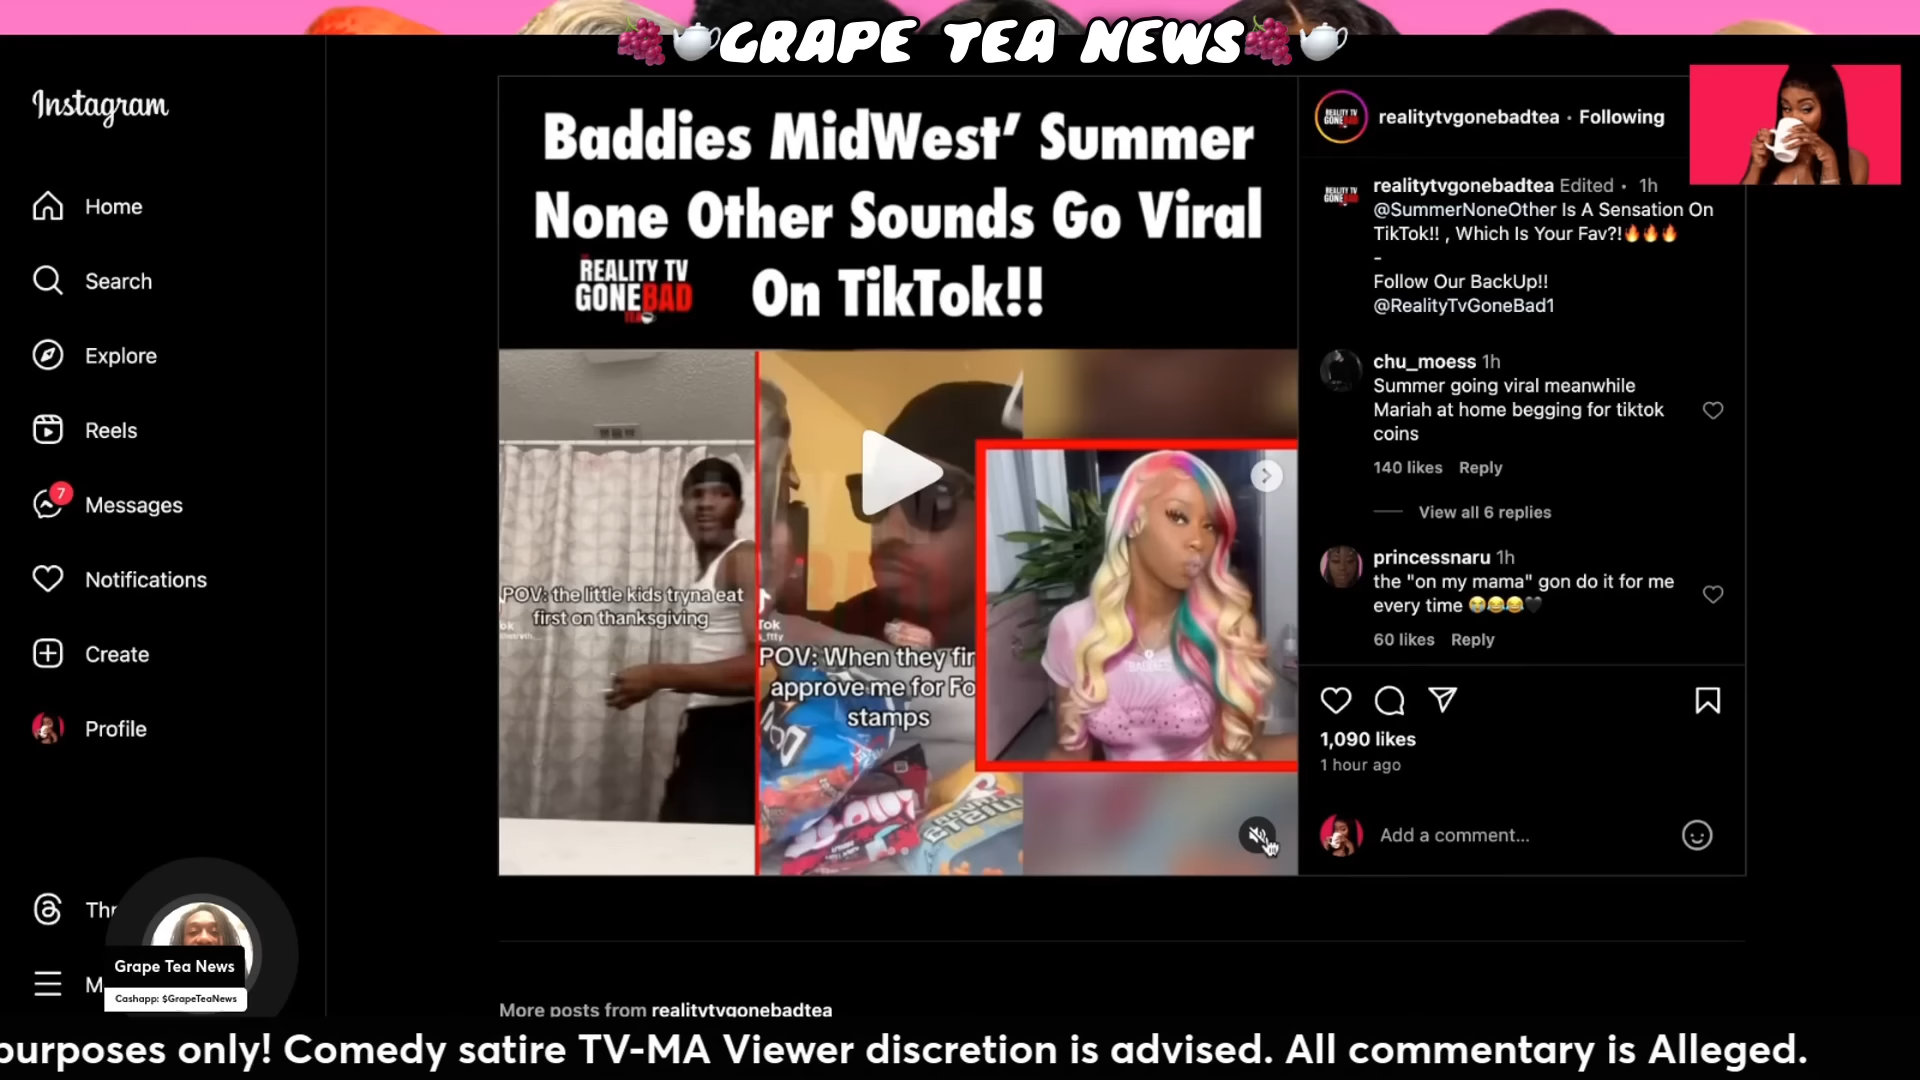 GRAPE TEA NEWS
Instagram
Home
Search
Explore
Reels
7
Messages
Notifications
Create
Profile
Grape Tea News
Cashapp: $GrapeTeaNews
Baddies MidWest' Summer
None Other Sounds Go Viral
On TikTok!!
REALITY TV
GONEBAD
TEA
POV: the little kids tryna eat
first on thanksgiving
POV: When they fir
approve me for Fo
stamps
realitytvgonebadtea • Following
realitytvgonebadtea Edited • 1h
@SummerNoneOther Is A Sensation On
TikTok!! , Which Is Your Fav?!🔥🔥🔥
-
Follow Our BackUp!!
@RealityTvGoneBad1
chu_moess 1h
Summer going viral meanwhile
Mariah at home begging for tiktok
coins
140 likes Reply
View all 6 replies
princessnaru 1h
the "on my mama" gon do it for me
every time 😭😂😂🖤
60 likes Reply
1,090 likes
1 hour ago
Add a comment...
More posts from realitytvgonebadtea
purposes only! Comedy satire TV-MA Viewer discretion is advised. All commentary is Alleged.